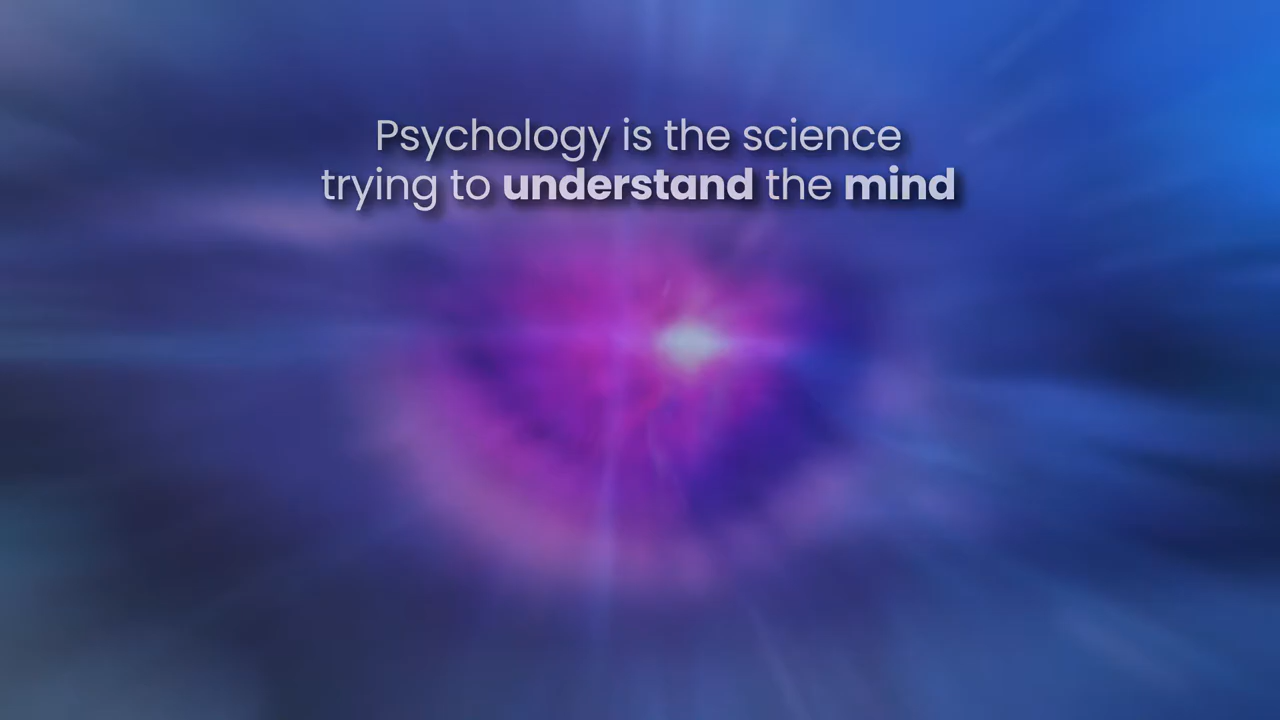 Psychology is the science
trying to understand the mind